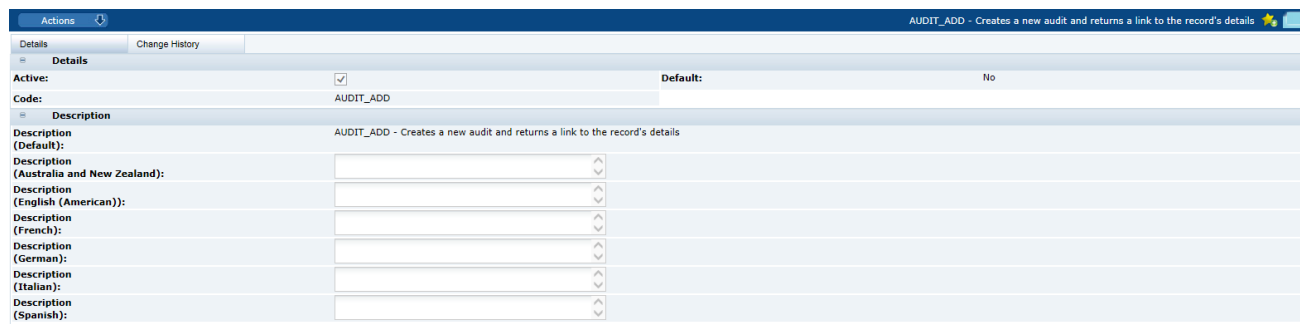 Actions
AUDIT_ADD - Creates a new audit and returns a link to the record's details
Details
Change History
Details
Active:
Default:
No
Code:
AUDIT_ADD
Description
Description
(Default):
AUDIT_ADD - Creates a new audit and returns a link to the record's details
Description
(Australia and New Zealand):
Description
(English (American)):
Description
(French):
Description
(German):
Description
(Italian):
Description
(Spanish):